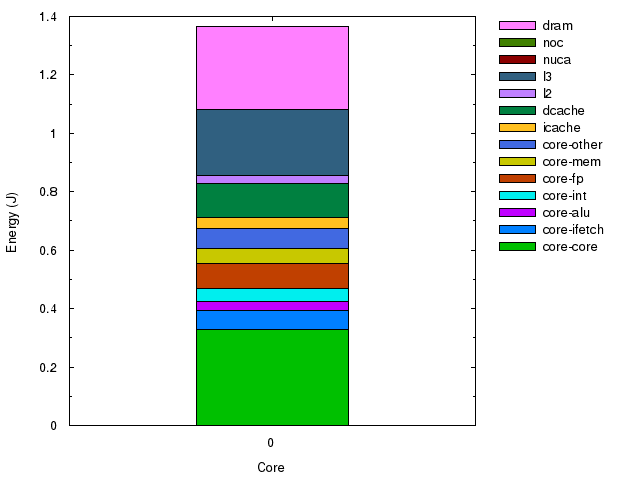 1.4
1.2
1
0.8
0.6
0.4
0.2
0
Energy (J)
0
Core
dram
noc
nuca
l3
l2
dcache
icache
core-other
core-mem
core-fp
core-int
core-alu
core-ifetch
core-core